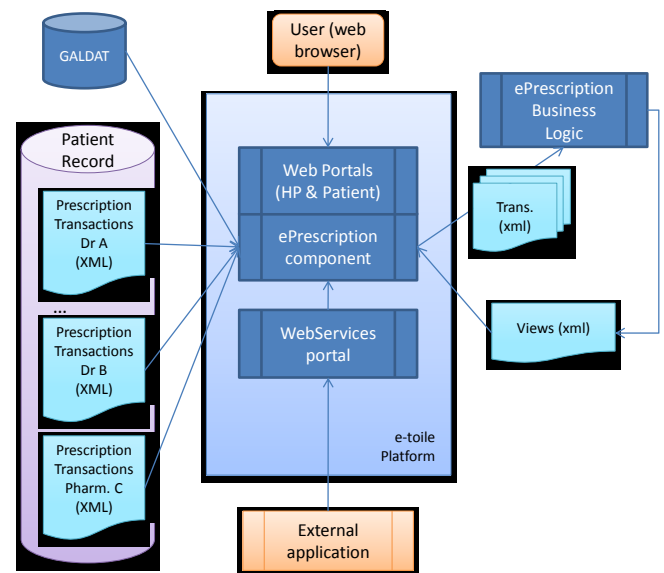 GALDAT
User (web
browser)
ePrescription
Business
Logic
Patient
Record
Web Portals
(HP & Patient)
ePrescription
component
Prescription
Transactions
Dr A
(XML)
...
Trans.
(xml)
Prescription
Transactions
Dr B
(XML)
WebServices
portal
Views (xml)
Prescription
Transactions
Pharm. C
(XML)
e-toile
Platform
External
application